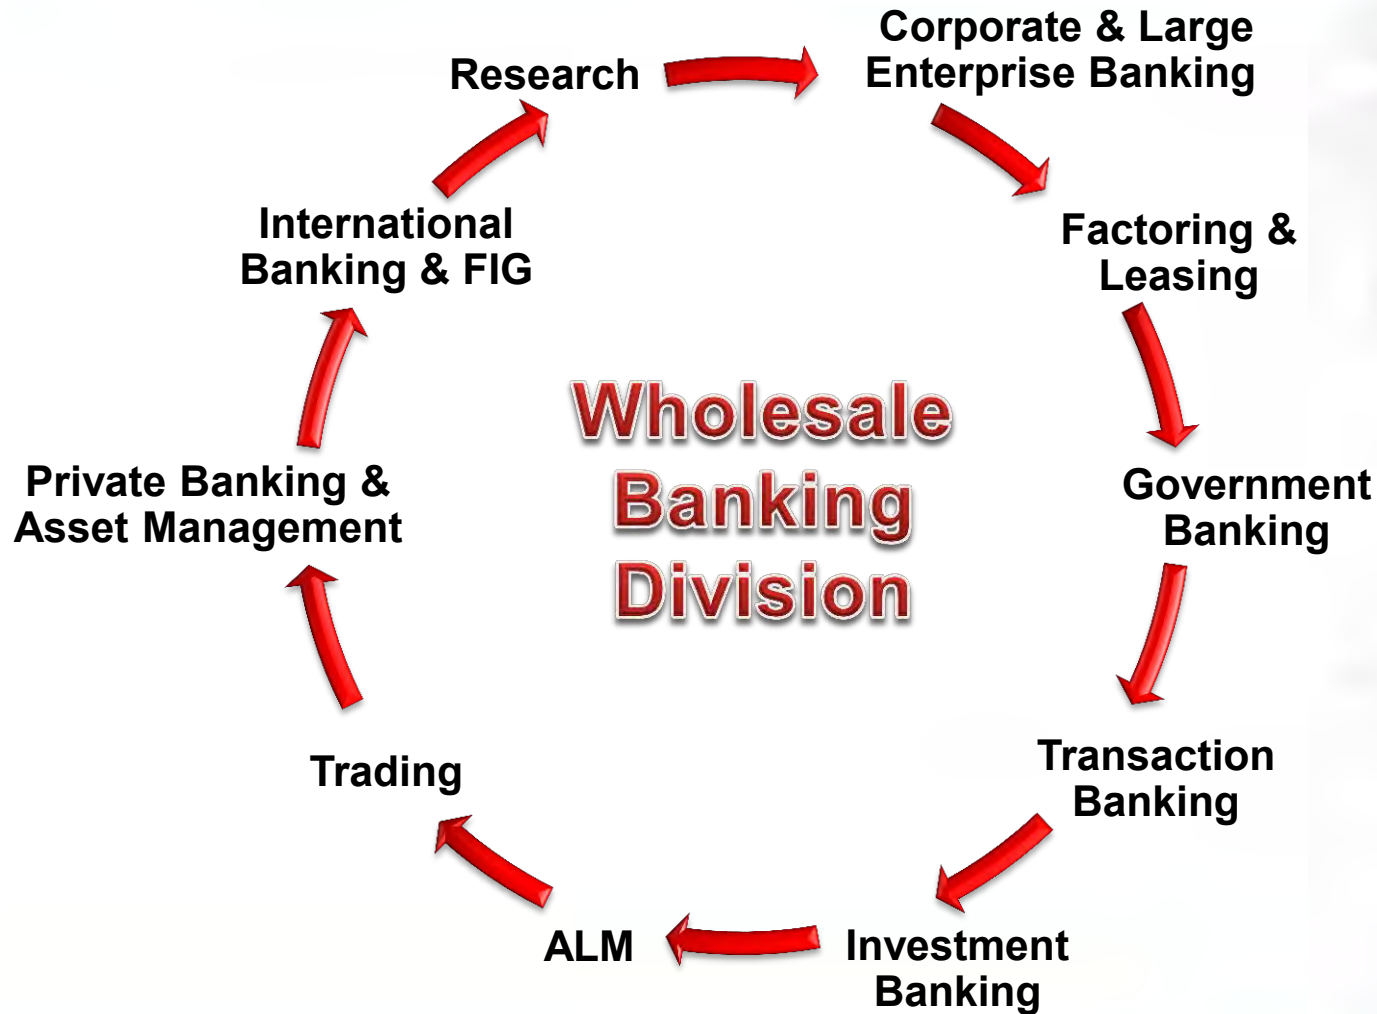 Research
Corporate & Large
Enterprise Banking
International
Banking & FIG
Factoring &
Leasing
Wholesale
Banking
Division
Private Banking &
Asset Management
Government
Banking
Trading
Transaction
Banking
ALM
Investment
Banking